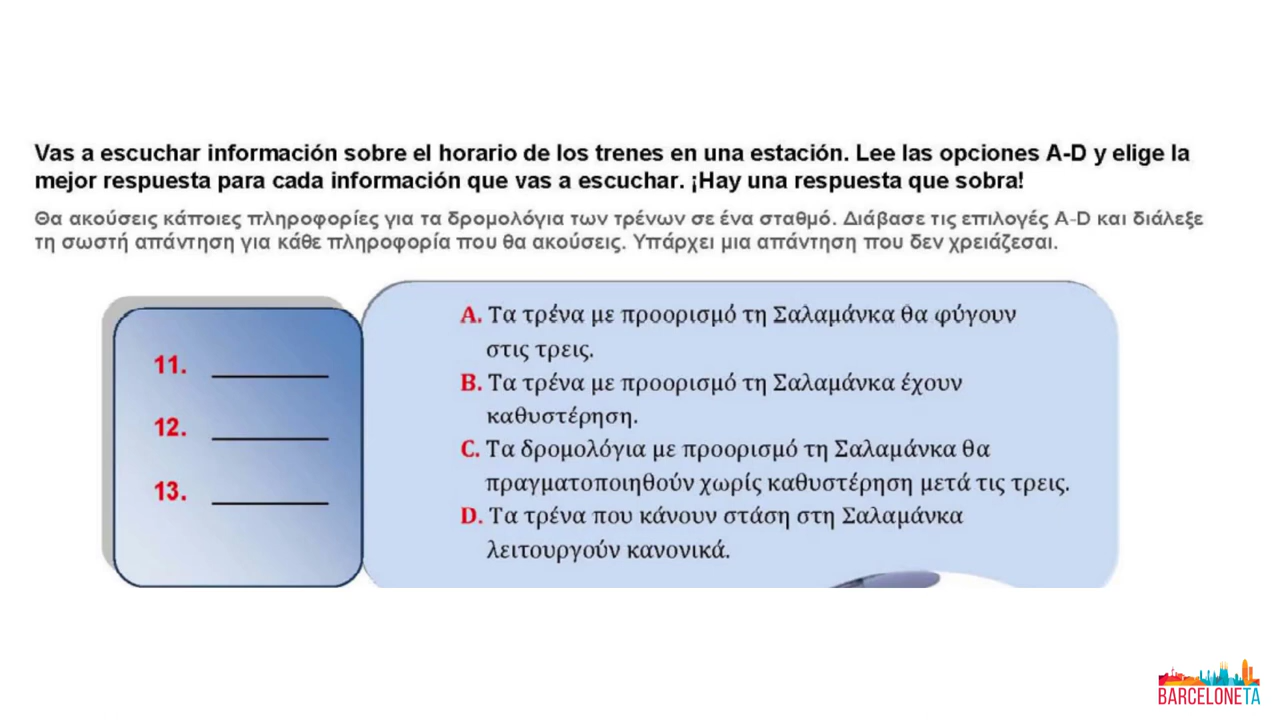 Vas a escuchar información sobre el horario de los trenes en una estación. Lee las opciones A-D y elige la
mejor respuesta para cada información que vas a escuchar. ¡Hay una respuesta que sobra!
Θα ακούσεις κάποιες πληροφορίες για τα δρομολόγια των τρένων σε ένα σταθμό. Διάβασε τις επιλογές A-D και διάλεξε
τη σωστή απάντηση για κάθε πληροφορία που θα ακούσεις. Υπάρχει μια απάντηση που δεν χρειάζεσαι.
11. ________
12. ________
13. ________
A. Τα τρένα με προορισμό τη Σαλαμάνκα θα φύγουν
στις τρεις.
B. Τα τρένα με προορισμό τη Σαλαμάνκα έχουν
καθυστέρηση.
C. Τα δρομολόγια με προορισμό τη Σαλαμάνκα θα
πραγματοποιηθούν χωρίς καθυστέρηση μετά τις τρεις.
D. Τα τρένα που κάνουν στάση στη Σαλαμάνκα
λειτουργούν κανονικά.
BARCELONETA